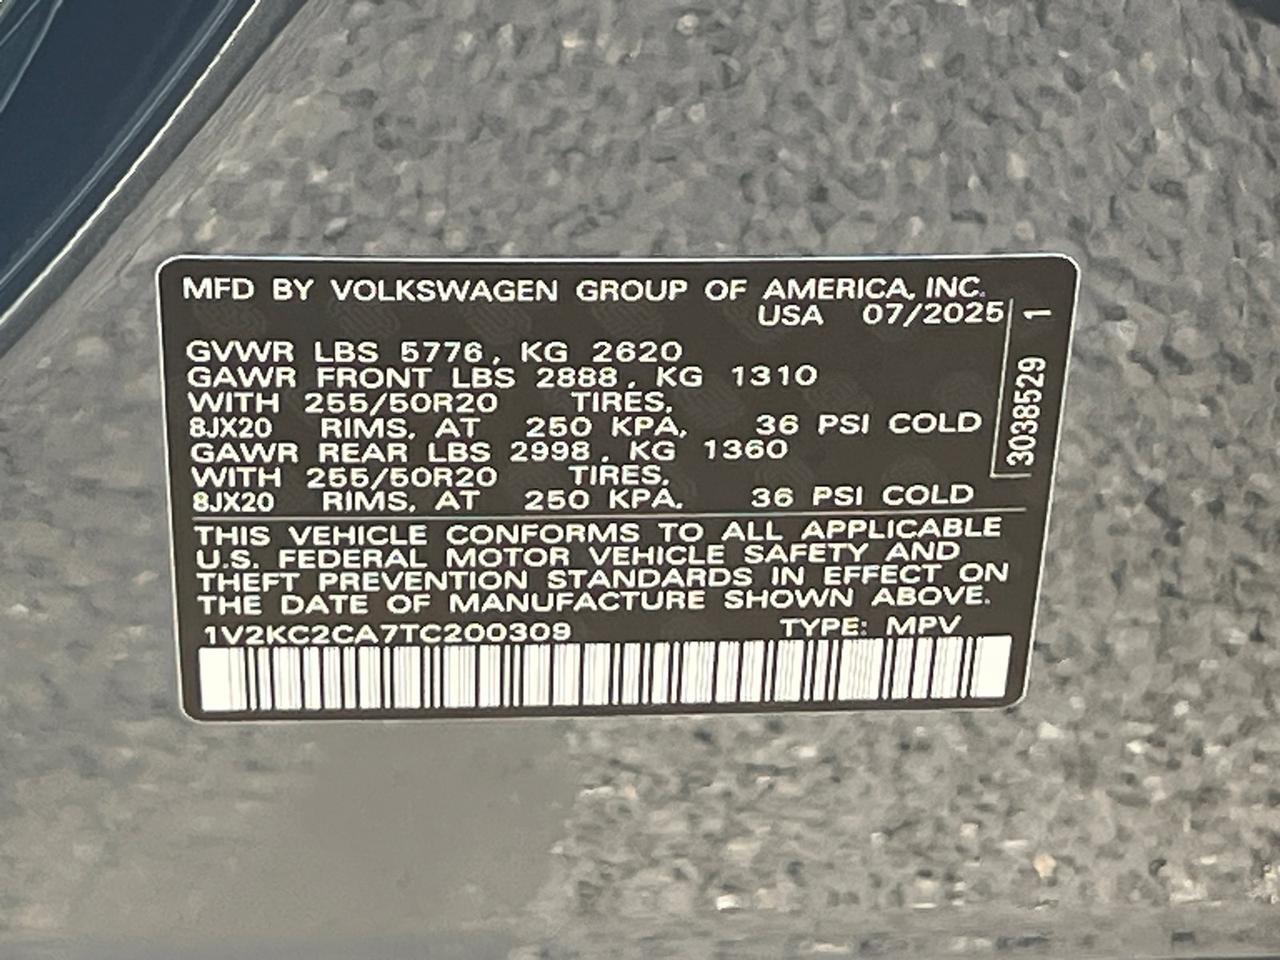 MFD BY VOLKSWAGEN GROUP OF AMERICA, INC.
USA 07/2025
GVWR LBS 5776, KG 2620
GAWR FRONT LBS 2888, KG 1310
WITH 255/50R20 TIRES,
8JX20 RIMS, AT 250 KPA, 36 PSI COLD
GAWR REAR LBS 2998, KG 1360
WITH 255/50R20 TIRES,
8JX20 RIMS, AT 250 KPA, 36 PSI COLD
THIS VEHICLE CONFORMS TO ALL APPLICABLE
U.S. FEDERAL MOTOR VEHICLE SAFETY AND
THEFT PREVENTION STANDARDS IN EFFECT ON
THE DATE OF MANUFACTURE SHOWN ABOVE.
1V2KC2CA7TC200309 TYPE: MPV
3038529 1